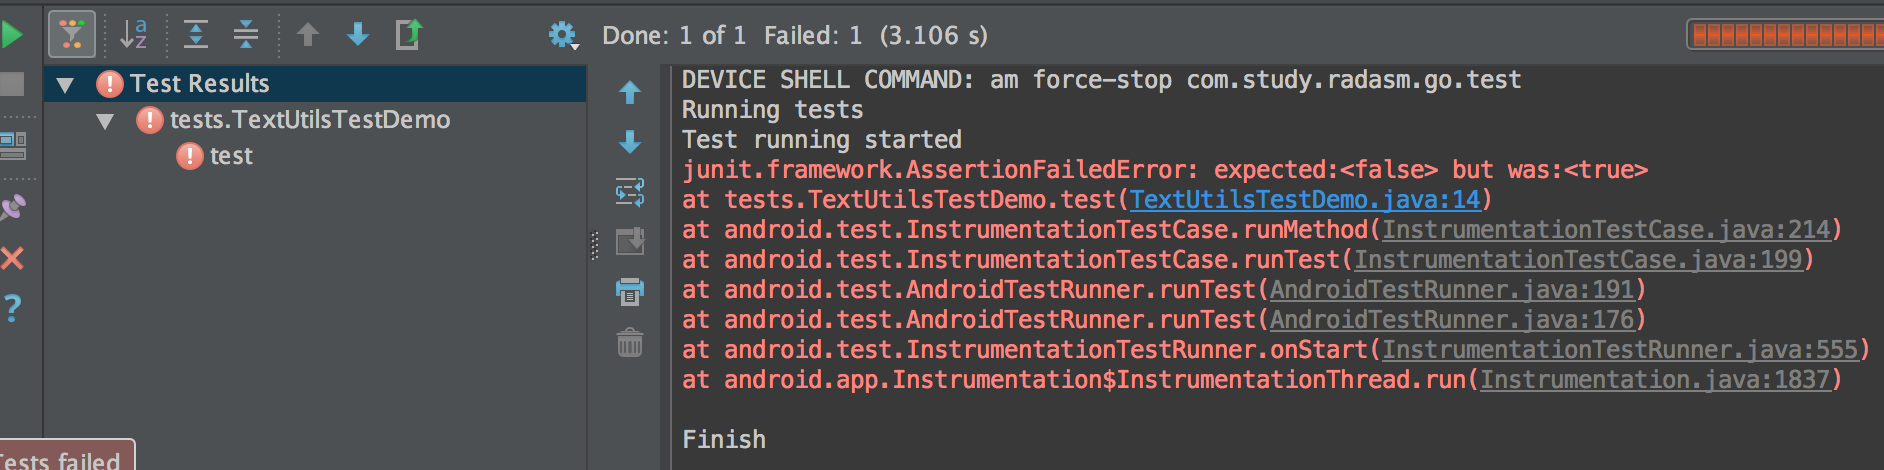 Done: 1 of 1 Failed: 1 (3.106 s)
Test Results
tests.TextUtilsTestDemo
test
DEVICE SHELL COMMAND: am force-stop com.study.radasm.go.test
Running tests
Test running started
junit.framework.AssertionFailedError: expected:<false> but was:<true>
at tests.TextUtilsTestDemo.test(TextUtilsTestDemo.java:14)
at android.test.InstrumentationTestCase.runMethod(InstrumentationTestCase.java:214)
at android.test.InstrumentationTestCase.runTest(InstrumentationTestCase.java:199)
at android.test.AndroidTestRunner.runTest(AndroidTestRunner.java:191)
at android.test.AndroidTestRunner.runTest(AndroidTestRunner.java:176)
at android.test.InstrumentationTestRunner.onStart(InstrumentationTestRunner.java:555)
at android.app.Instrumentation$InstrumentationThread.run(Instrumentation.java:1837)
Finish
Tests failed